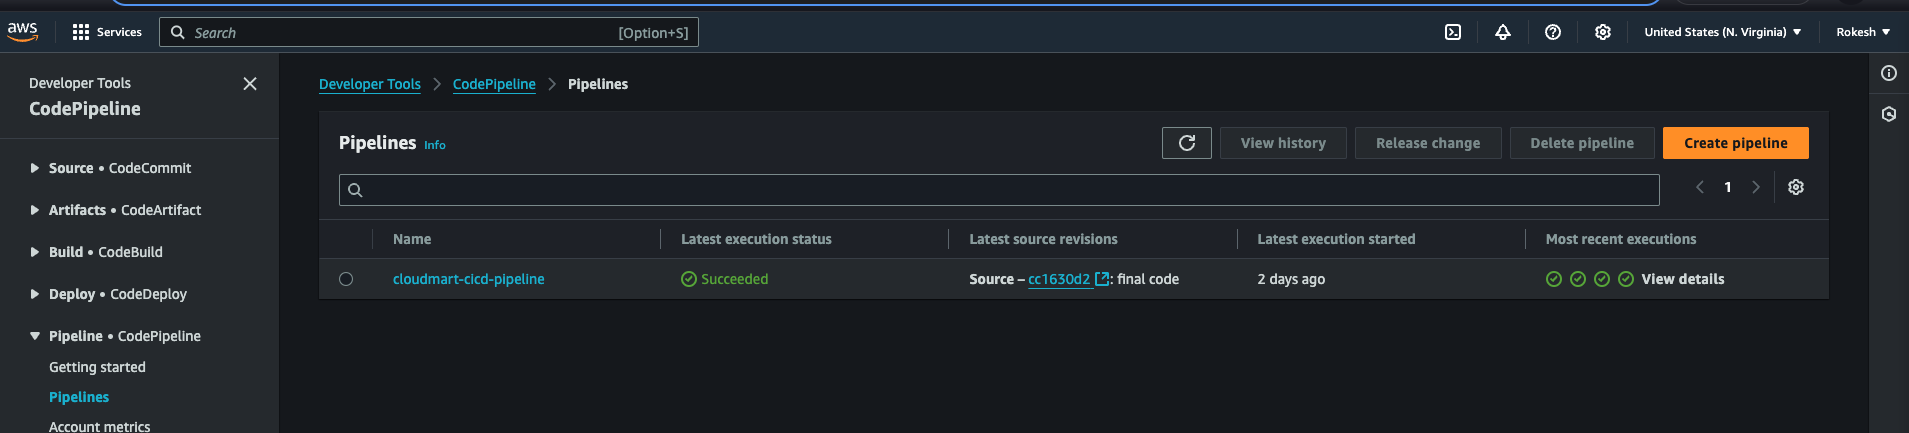 aws Services Search [Option+S] United States (N. Virginia) Rokesh
Developer Tools
CodePipeline
Source • CodeCommit
Artifacts • CodeArtifact
Build • CodeBuild
Deploy • CodeDeploy
Pipeline • CodePipeline
Getting started
Pipelines
Account metrics
Developer Tools CodePipeline Pipelines
Pipelines Info View history Release change Delete pipeline Create pipeline
1
Name Latest execution status Latest source revisions Latest execution started Most recent executions
cloudmart-cicd-pipeline Succeeded Source – cc1630d2 : final code 2 days ago View details